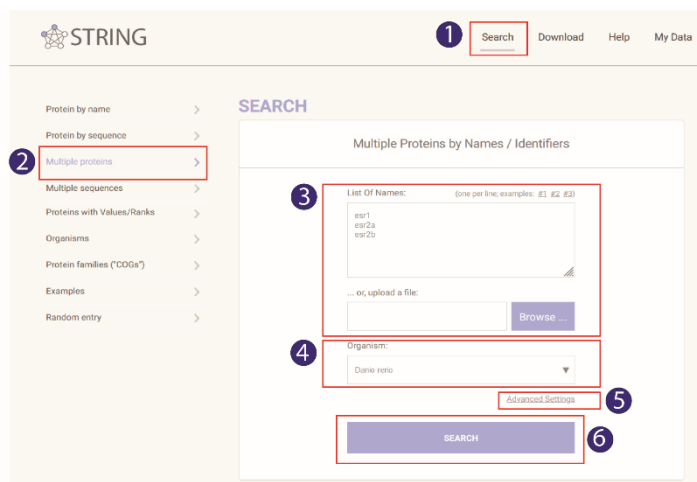 STRING
1
Search
Download
Help
My Data
Protein by name
Protein by sequence
2
Multiple proteins
Multiple sequences
Proteins with Values/Ranks
Organisms
Protein families ("COGs")
Examples
Random entry
SEARCH
Multiple Proteins by Names / Identifiers
3
List Of Names: (one per line; examples: #1 #2 #3)
esr1
esr2a
esr2b
... or, upload a file:
Browse ...
4
Organism:
Danio rerio
Advanced Settings
5
SEARCH
6